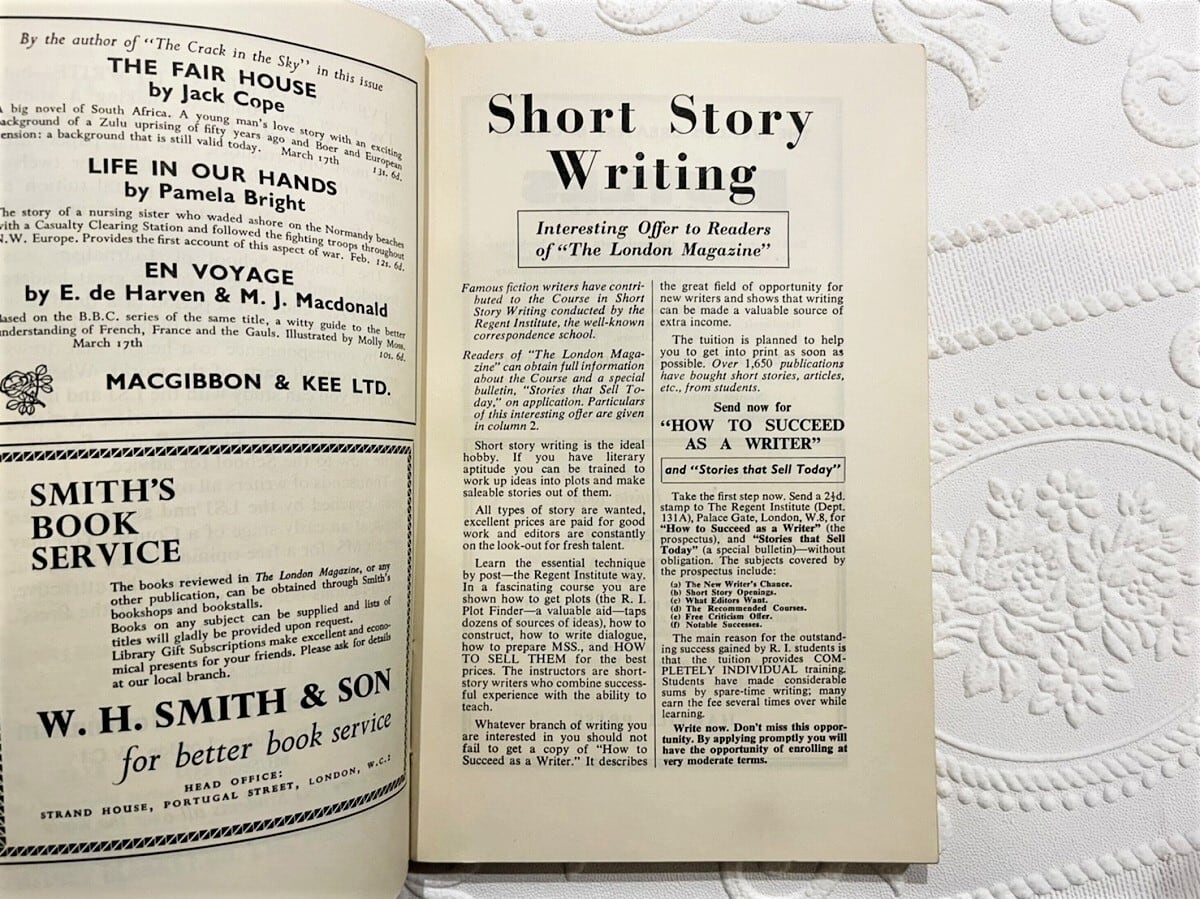 By the author of "The Crack in the Sky" in this issue
THE FAIR HOUSE
by Jack Cope
big novel of South Africa. A young man's love story with an exciting
background of a Zulu uprising of fifty years ago and Boer and European
tension: a background that is still valid today. March 17th
13s. 6d.
LIFE IN OUR HANDS
by Pamela Bright
The story of a nursing sister who waded ashore on the Normandy beaches
with a Casualty Clearing Station and followed the fighting troops throughout
N.W. Europe. Provides the first account of this aspect of war. Feb. 12s. 6d.
EN VOYAGE
by E. de Harven & M. J. Macdonald
Based on the B.B.C. series of the same title, a witty guide to the better
understanding of French, France and the Gauls. Illustrated by Molly Moss.
March 17th
10s. 6d.
MACGIBBON & KEE LTD.
SMITH'S
BOOK
SERVICE
The books reviewed in The London Magazine, or any
other publication, can be obtained through Smith's
bookshops and bookstalls.
Books on any subject can be supplied and lists of
titles will gladly be provided upon request.
Library Gift Subscriptions make excellent and econo-
mical presents for your friends. Please ask for details
at our local branch.
W. H. SMITH & SON
for better book service
HEAD OFFICE:
STRAND HOUSE, PORTUGAL STREET, LONDON, W.C.2
Short Story
Writing
Interesting Offer to Readers
of "The London Magazine"
Famous fiction writers have contri-
buted to the Course in Short
Story Writing conducted by the
Regent Institute, the well-known
correspondence school.
Readers of "The London Maga-
zine" can obtain full information
about the Course and a special
bulletin, "Stories that Sell To-
day," on application. Particulars
of this interesting offer are given
in column 2.
Short story writing is the ideal
hobby. If you have literary
aptitude you can be trained to
work up ideas into plots and make
saleable stories out of them.
All types of story are wanted,
excellent prices are paid for good
work and editors are constantly
on the look-out for fresh talent.
Learn the essential technique
by post—the Regent Institute way.
In a fascinating course you are
shown how to get plots (the R. I.
Plot Finder—a valuable aid—taps
dozens of sources of ideas), how to
construct, how to write dialogue,
how to prepare MSS., and HOW
TO SELL THEM for the best
prices. The instructors are short-
story writers who combine success-
ful experience with the ability to
teach.
Whatever branch of writing you
are interested in you should not
fail to get a copy of "How to
Succeed as a Writer." It describes
the great field of opportunity for
new writers and shows that writing
can be made a valuable source of
extra income.
The tuition is planned to help
you to get into print as soon as
possible. Over 1,650 publications
have bought short stories, articles,
etc., from students.
Send now for
"HOW TO SUCCEED
AS A WRITER"
and "Stories that Sell Today"
Take the first step now. Send a 2½d.
stamp to The Regent Institute (Dept.
131A), Palace Gate, London, W.8, for
"How to Succeed as a Writer" (the
prospectus), and "Stories that Sell
Today" (a special bulletin)—without
obligation. The subjects covered by
the prospectus include:
(a) The New Writer's Chance.
(b) Short Story Openings.
(c) What Editors Want.
(d) The Recommended Courses.
(e) Free Criticism Offer.
(f) Notable Successes.
The main reason for the outstand-
ing success gained by R. I. students is
that the tuition provides COM-
PLETELY INDIVIDUAL training.
Students have made considerable
sums by spare-time writing; many
earn the fee several times over while
learning.
Write now. Don't miss this oppor-
tunity. By applying promptly you will
have the opportunity of enrolling at
very moderate terms.